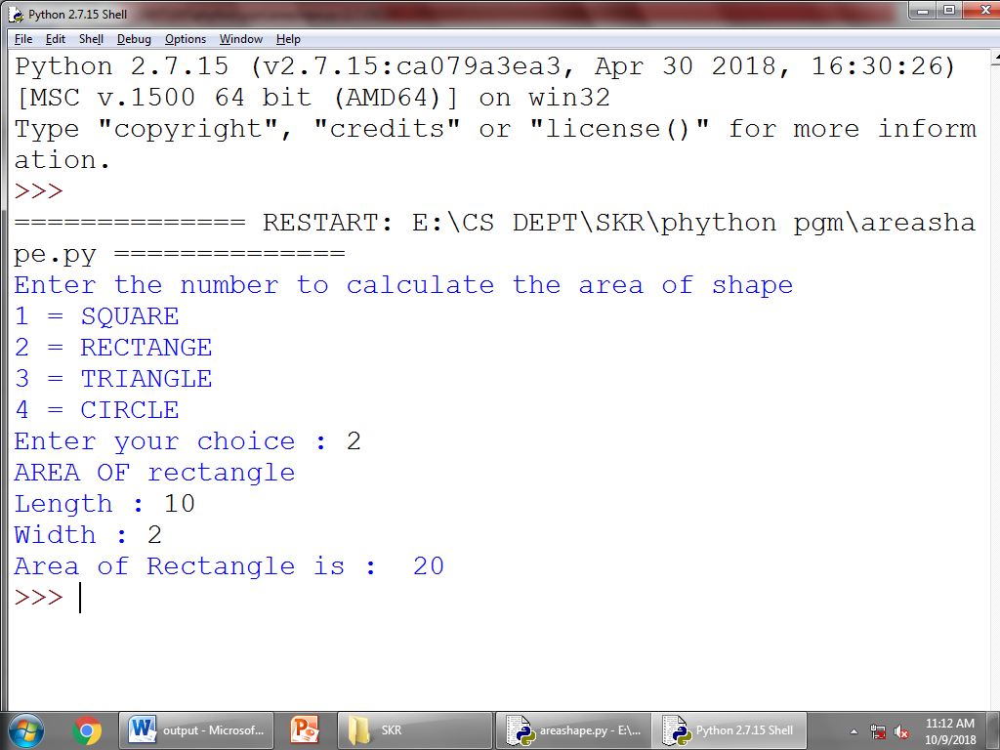 Python 2.7.15 Shell
File Edit Shell Debug Options Window Help
Python 2.7.15 (v2.7.15:ca079a3ea3, Apr 30 2018, 16:30:26)
[MSC v.1500 64 bit (AMD64)] on win32
Type "copyright", "credits" or "license()" for more inform
ation.
>>>
============== RESTART: E:\CS DEPT\SKR\phython pgm\areasha
pe.py ==============
Enter the number to calculate the area of shape
1 = SQUARE
2 = RECTANGE
3 = TRIANGLE
4 = CIRCLE
Enter your choice : 2
AREA OF rectangle
Length : 10
Width : 2
Area of Rectangle is :  20
>>>
output - Microsof... SKR areashape.py - E:\... Python 2.7.15 Shell 11:12 AM
10/9/2018